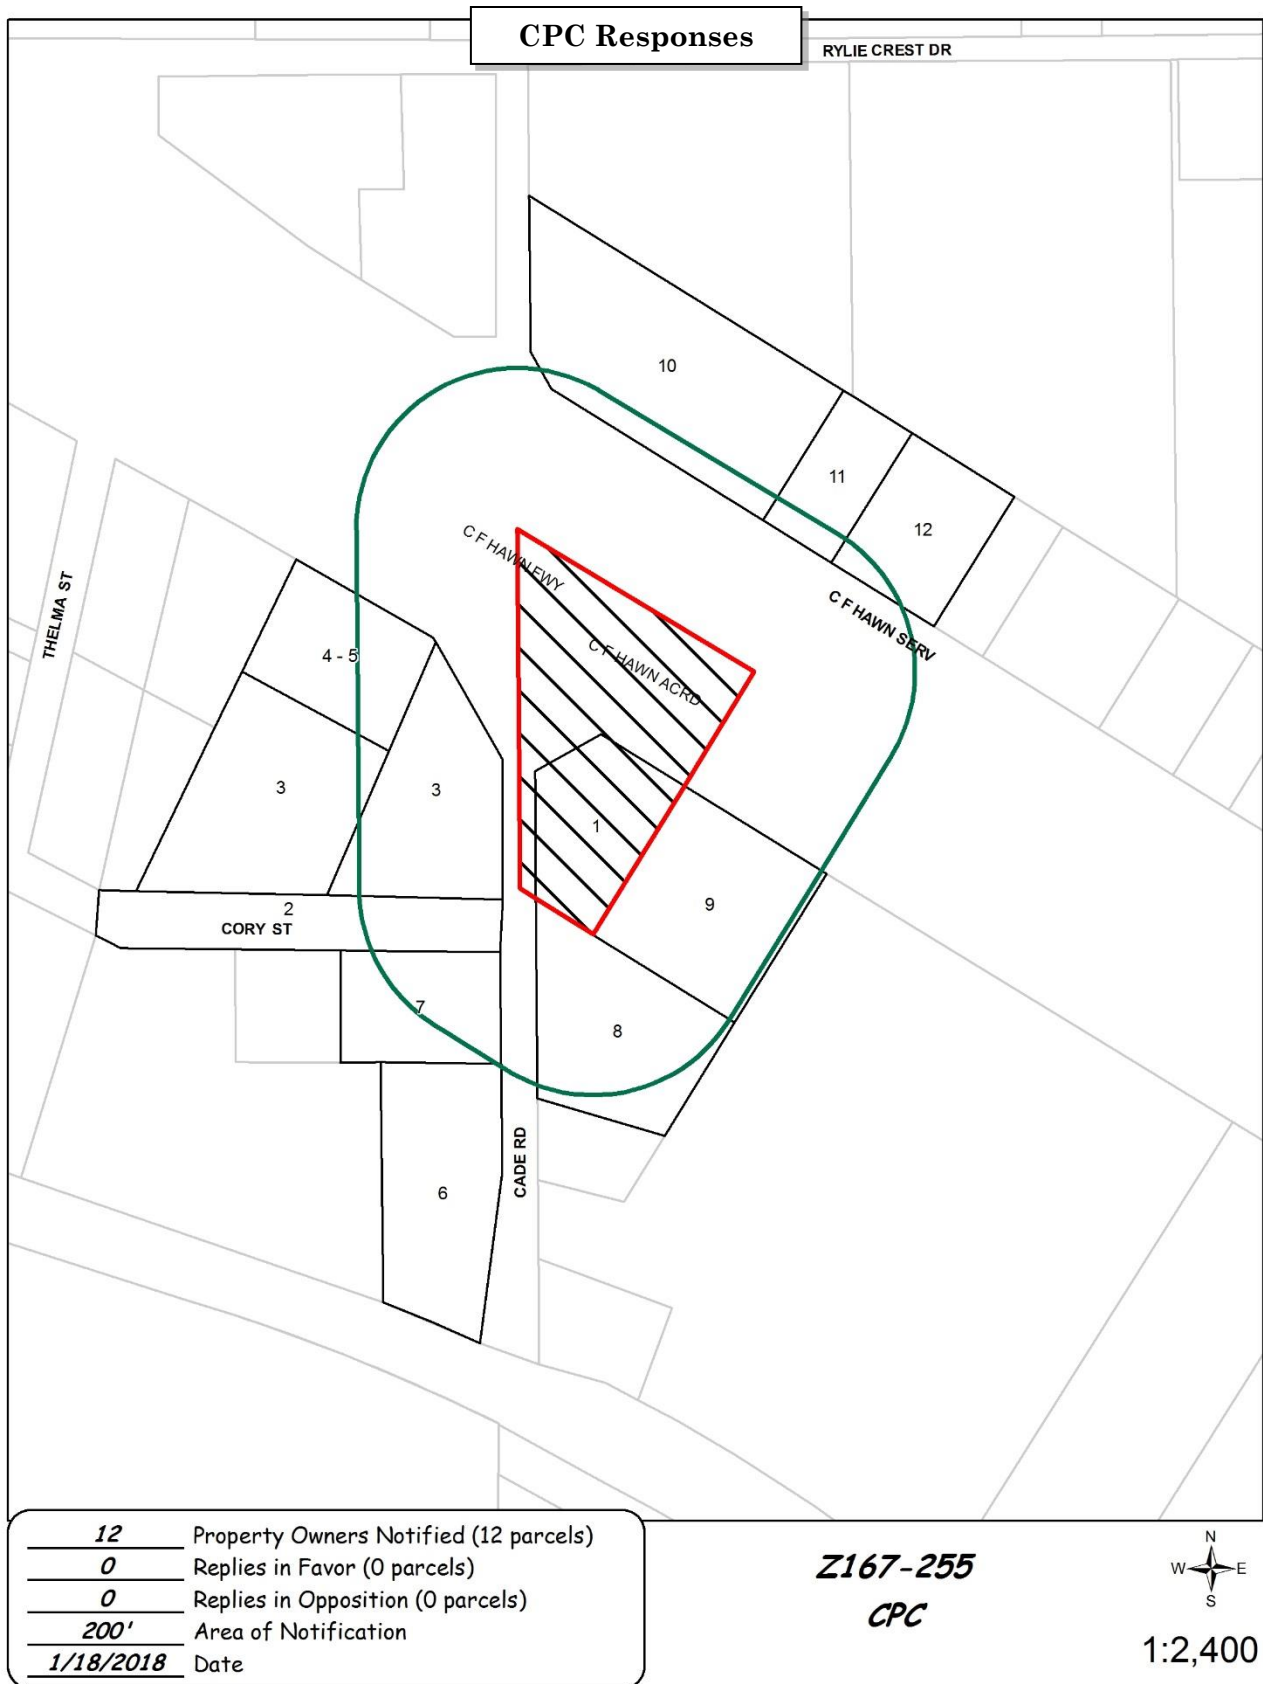 CPC Responses
RYLIE CREST DR
10
11
12
C F HAWN FWY
C F HAWN SERV
THELMA ST
4 - 5
C F HAWN ACRD
3
3
1
9
2
CORY ST
7
8
CADE RD
6
12 Property Owners Notified (12 parcels)
0 Replies in Favor (0 parcels)
0 Replies in Opposition (0 parcels)
200' Area of Notification
1/18/2018 Date
Z167-255
CPC
N
W E
S
1:2,400